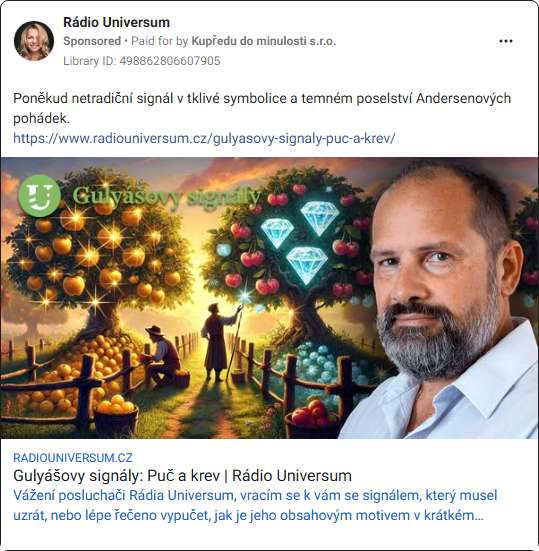 Rádio Universum
Sponsored • Paid for by Kupředu do minulosti s.r.o.
Library ID: 498862806607905
Poněkud netradiční signál v tklivé symbolice a temném poselství Andersenových
pohádek.
https://www.radiouniversum.cz/gulyasovy-signaly-puc-a-krev/
U
Gulyášovy signály
RADIOUNIVERSUM.CZ
Gulyášovy signály: Puč a krev | Rádio Universum
Vážení posluchači Rádia Universum, vracím se k vám se signálem, který musel
uzrát, nebo lépe řečeno vypučet, jak je jeho obsahovým motivem v krátkém…